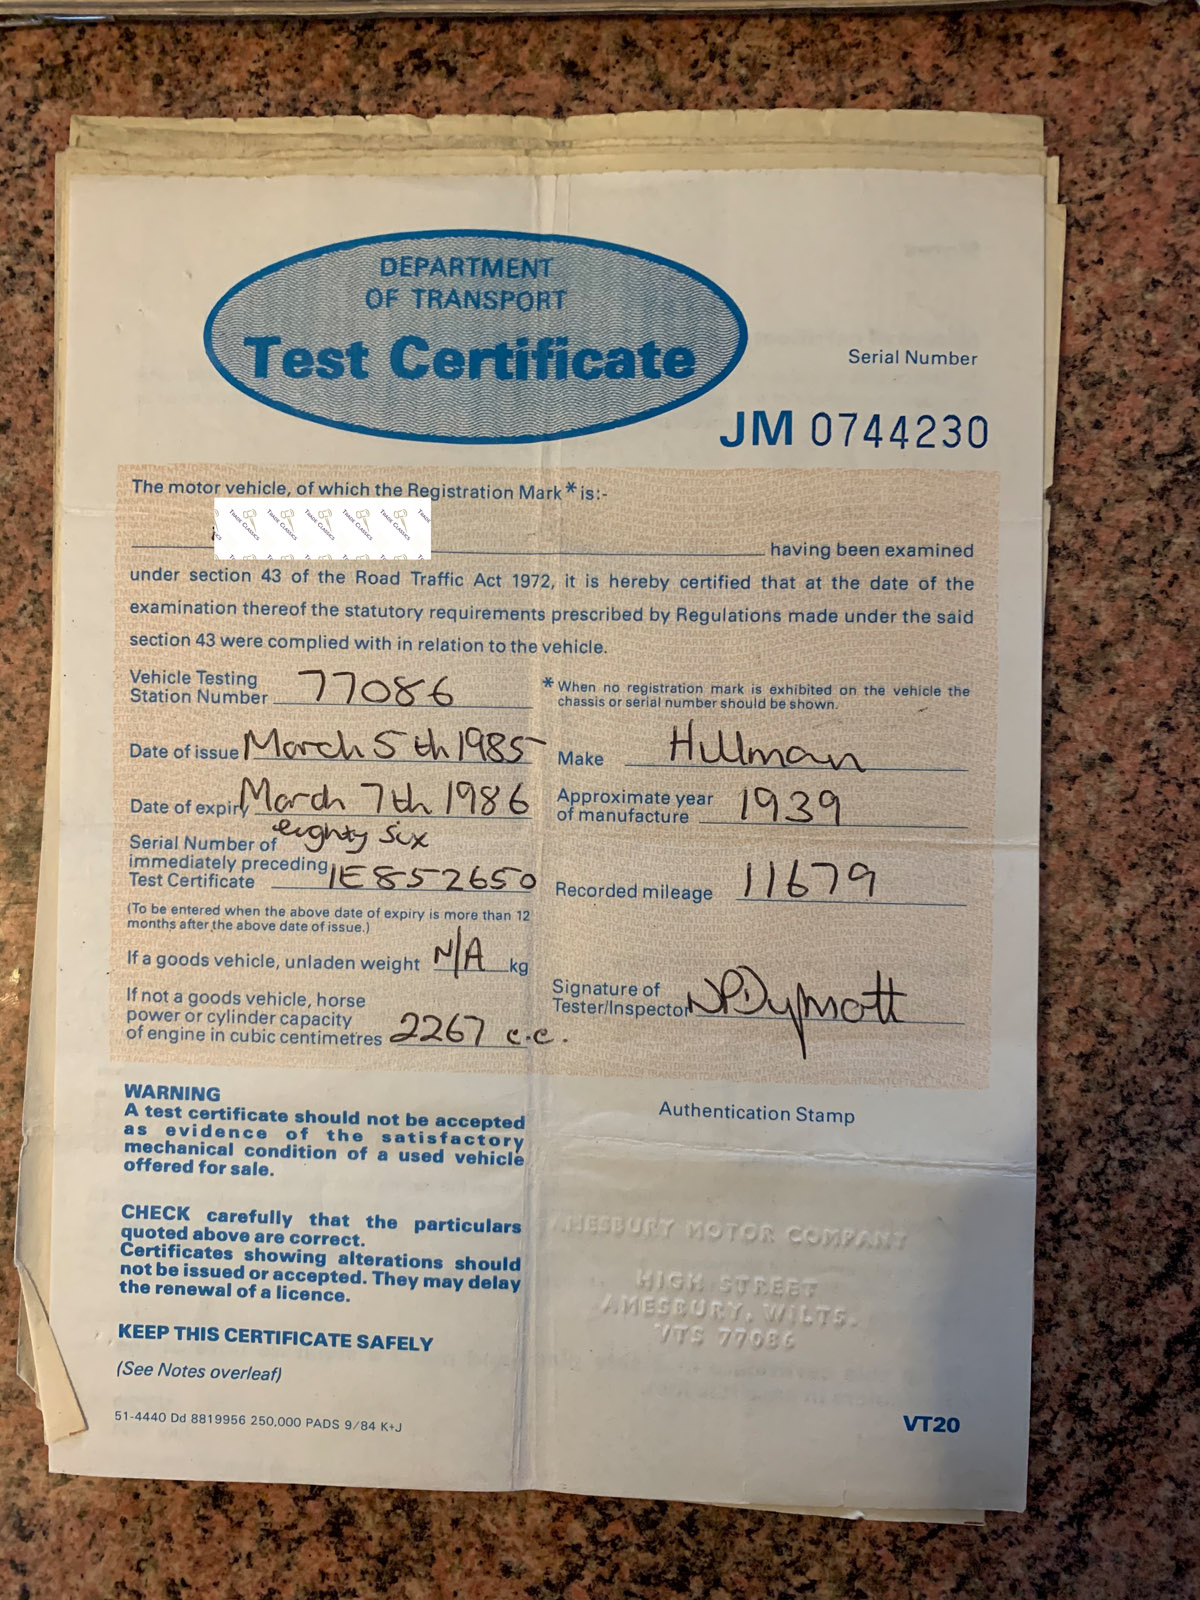 DEPARTMENT
OF TRANSPORT
Test Certificate
Serial Number
JM 0744230
The motor vehicle, of which the Registration Mark * is:-
TRADE CLASSICS TRADE CLASSICS TRADE CLASSICS TRADE CLASSICS TRADE CLASSICS
having been examined
under section 43 of the Road Traffic Act 1972, it is hereby certified that at the date of the
examination thereof the statutory requirements prescribed by Regulations made under the said
section 43 were complied with in relation to the vehicle.
Vehicle Testing
Station Number 77086
* When no registration mark is exhibited on the vehicle the
chassis or serial number should be shown.
Date of issue March 5th 1985
Make Hillman
Date of expiry March 7th 1986
eighty six
Approximate year
of manufacture 1939
Serial Number of
immediately preceding
Test Certificate 1E852650
Recorded mileage 11679
(To be entered when the above date of expiry is more than 12
months after the above date of issue.)
If a goods vehicle, unladen weight N/A kg
Signature of
Tester/Inspector NPDymott
If not a goods vehicle, horse
power or cylinder capacity
of engine in cubic centimetres 2267 c.c.
WARNING
A test certificate should not be accepted
as evidence of the satisfactory
mechanical condition of a used vehicle
offered for sale.
Authentication Stamp
CHECK carefully that the particulars
quoted above are correct.
Certificates showing alterations should
not be issued or accepted. They may delay
the renewal of a licence.
AMESBURY MOTOR COMPANY
HIGH STREET
AMESBURY, WILTS.
VTS 77086
KEEP THIS CERTIFICATE SAFELY
(See Notes overleaf)
51-4440 Dd 8819956 250,000 PADS 9/84 K+J
VT20